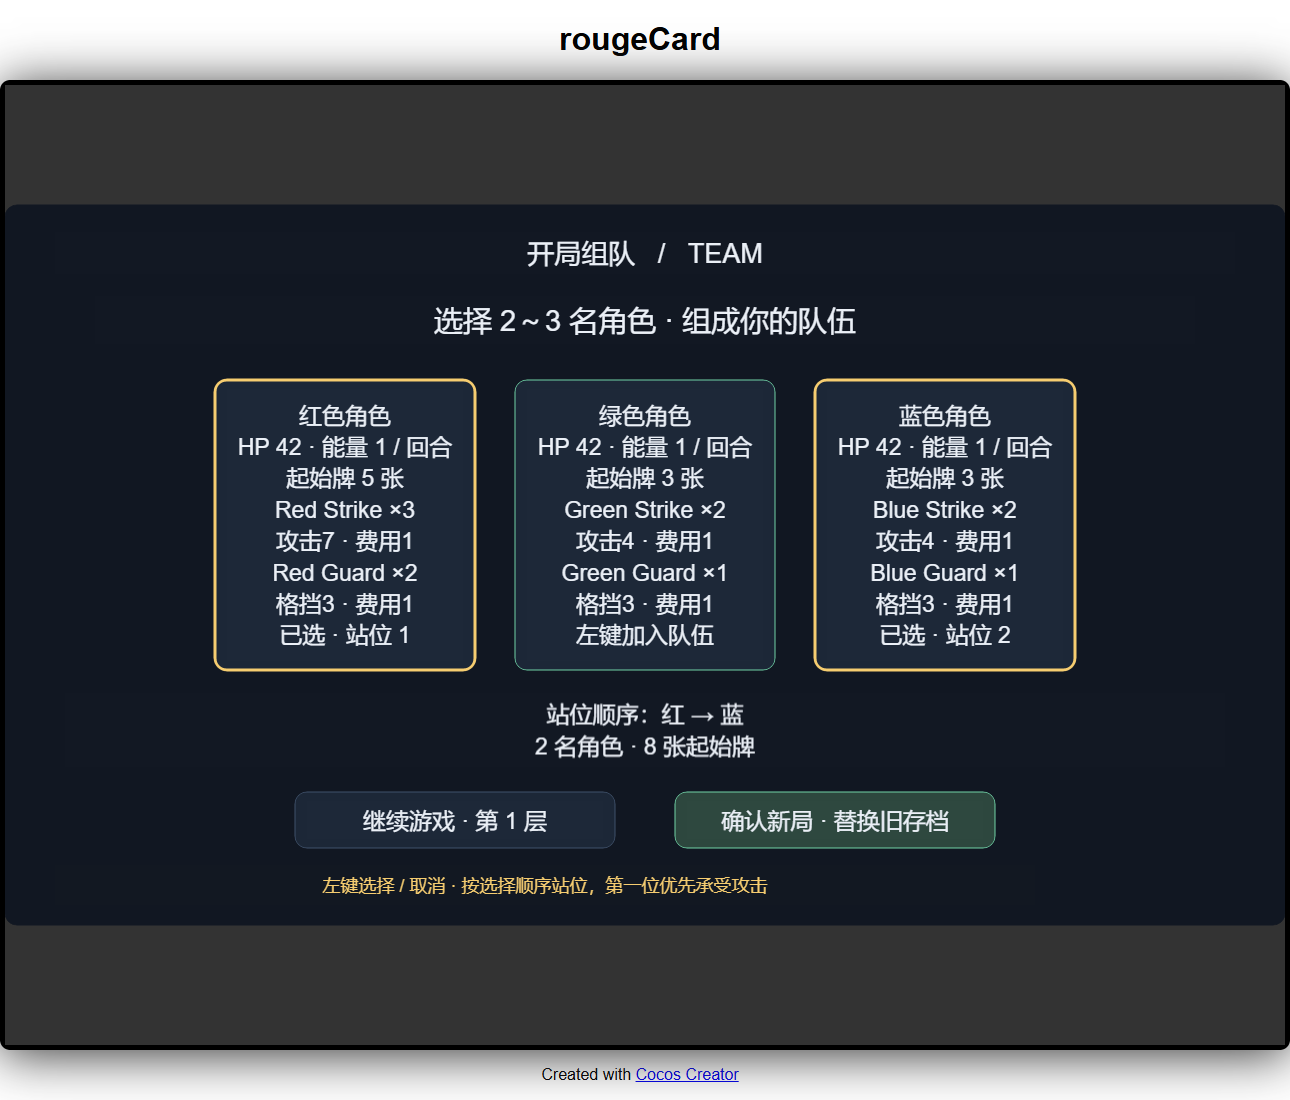 rougeCard
开局组队 / TEAM
选择 2~3 名角色 · 组成你的队伍
红色角色
HP 42 · 能量 1 / 回合
起始牌 5 张
Red Strike ×3
攻击7 · 费用1
Red Guard ×2
格挡3 · 费用1
已选 · 站位 1
绿色角色
HP 42 · 能量 1 / 回合
起始牌 3 张
Green Strike ×2
攻击4 · 费用1
Green Guard ×1
格挡3 · 费用1
左键加入队伍
蓝色角色
HP 42 · 能量 1 / 回合
起始牌 3 张
Blue Strike ×2
攻击4 · 费用1
Blue Guard ×1
格挡3 · 费用1
已选 · 站位 2
站位顺序：红 → 蓝
2 名角色 · 8 张起始牌
继续游戏 · 第 1 层
确认新局 · 替换旧存档
左键选择 / 取消 · 按选择顺序站位，第一位优先承受攻击
Created with Cocos Creator